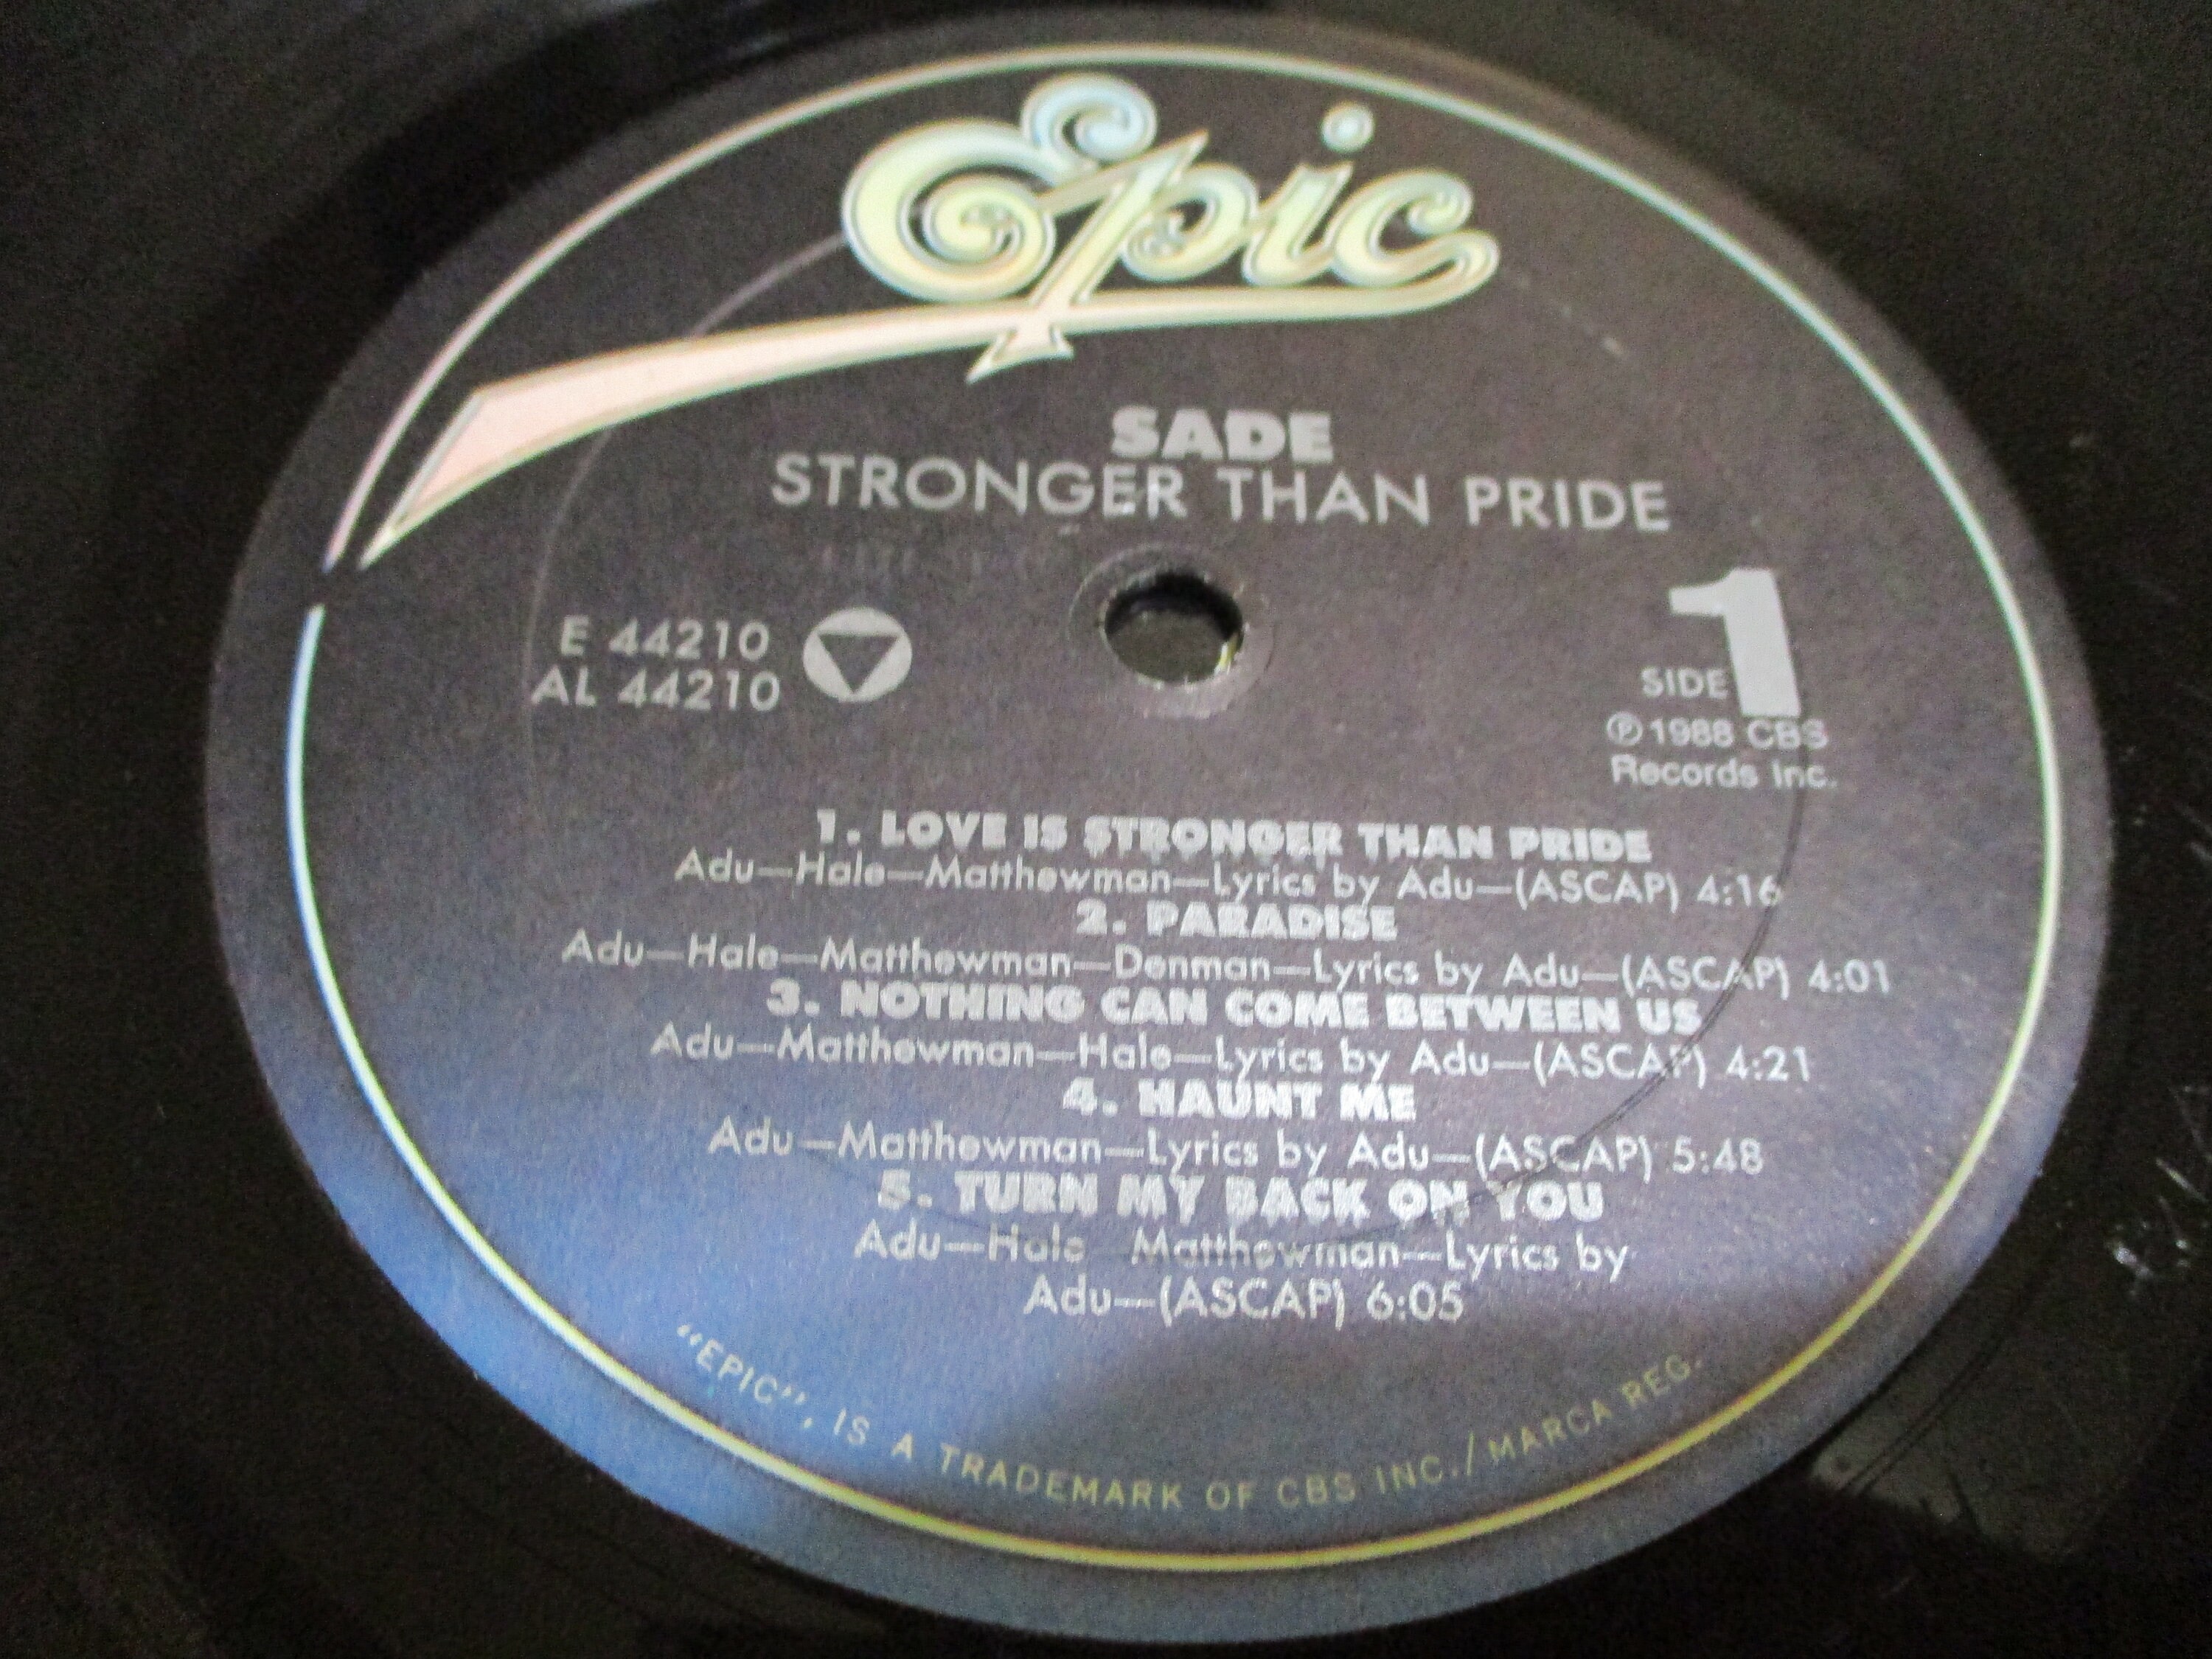 Epic
SADE
STRONGER THAN PRIDE
E 44210
AL 44210
1
SIDE
Ⓟ 1988 CBS
Records Inc.
1. LOVE IS STRONGER THAN PRIDE
Adu—Hale—Matthewman—Lyrics by Adu—(ASCAP) 4:16
2. PARADISE
Adu—Hale—Matthewman—Denman—Lyrics by Adu—(ASCAP) 4:01
3. NOTHING CAN COME BETWEEN US
Adu—Matthewman—Hale—Lyrics by Adu—(ASCAP) 4:21
4. HAUNT ME
Adu—Matthewman—Lyrics by Adu—(ASCAP) 5:48
5. TURN MY BACK ON YOU
Adu—Hale Matthewman—Lyrics by
Adu—(ASCAP) 6:05
“EPIC”, IS A TRADEMARK OF CBS INC./MARCA REG.